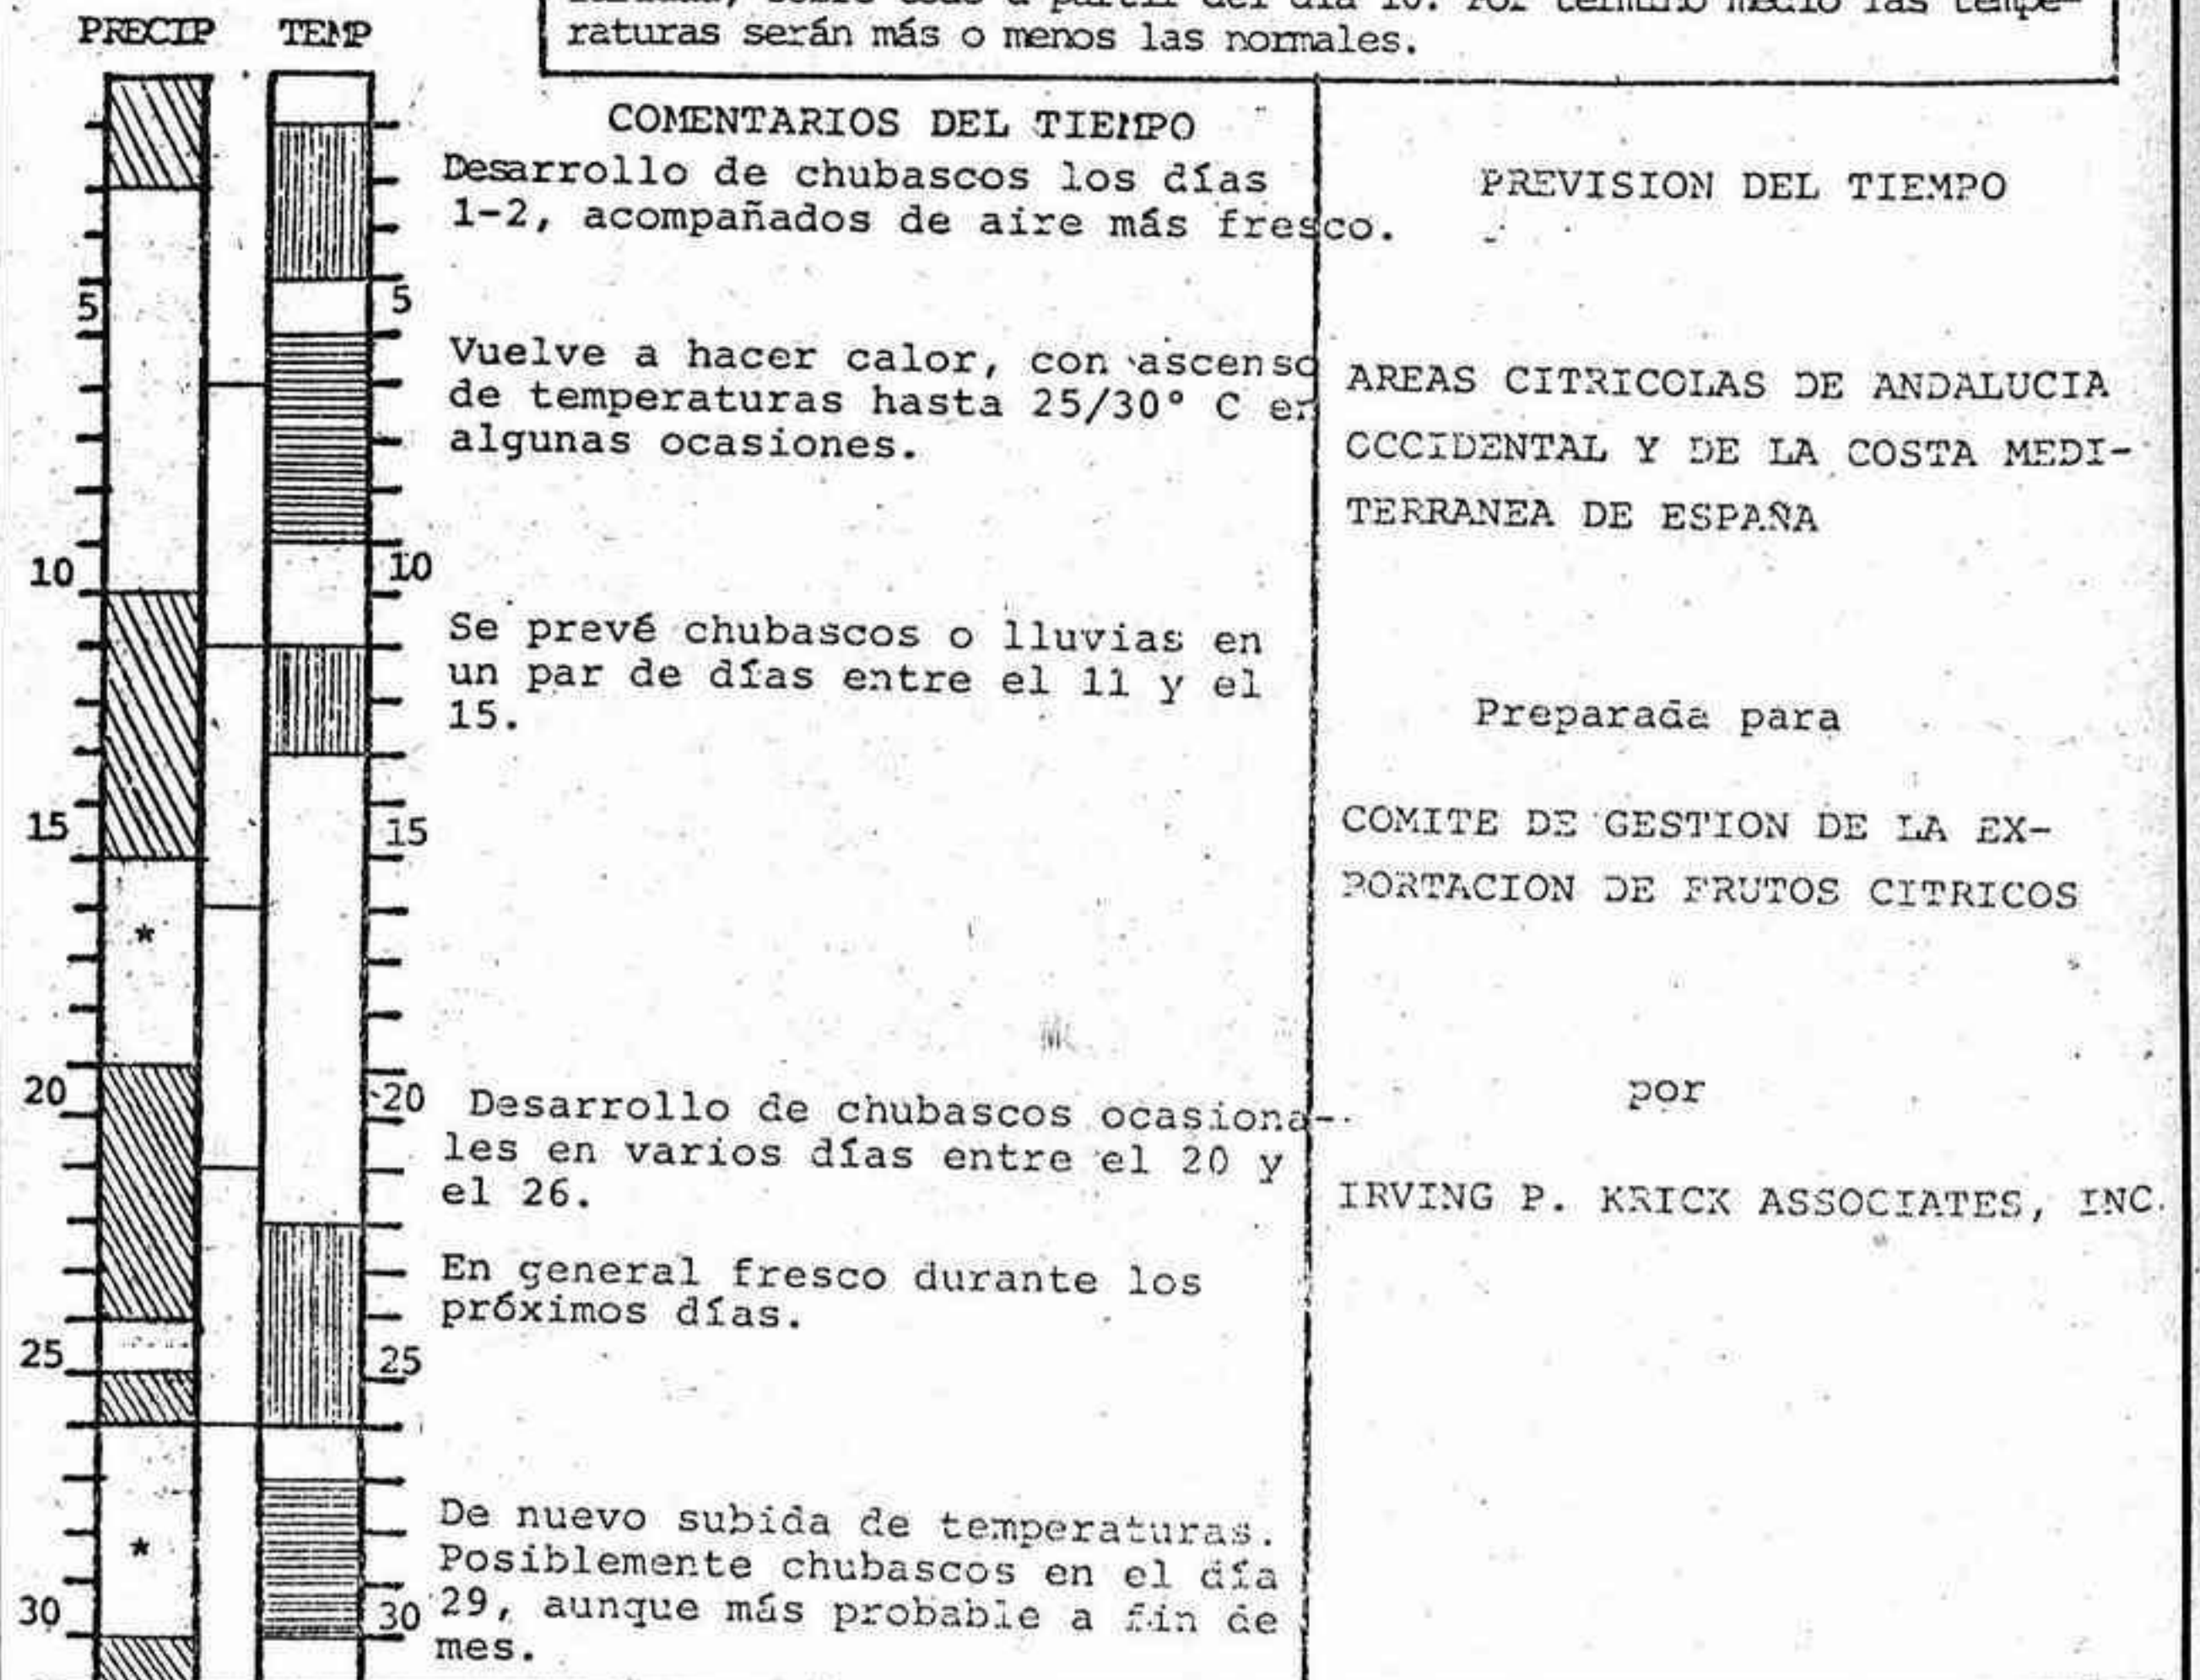 PRECIP TEMP
raturas serán más o menos las normales.
COMENTARIOS DEL TIEMPO
Desarrollo de chubascos los días
1-2, acompañados de aire más fresco.
5 5
Vuelve a hacer calor, con ascenso
de temperaturas hasta 25/30° C en
algunas ocasiones.
10 10
Se prevé chubascos o lluvias en
un par de días entre el 11 y el
15.
15 15
*
20 20
Desarrollo de chubascos ocasiona-
les en varios días entre el 20 y
el 26.
En general fresco durante los
próximos días.
25 25
De nuevo subida de temperaturas.
Posiblemente chubascos en el día
29, aunque más probable a fin de
mes.
*
30 30
PREVISION DEL TIEMPO
AREAS CITRICOLAS DE ANDALUCIA
OCCIDENTAL Y DE LA COSTA MEDI-
TERRANEA DE ESPAÑA
Preparada para
COMITE DE GESTION DE LA EX-
PORTACION DE FRUTOS CITRICOS
por
IRVING P. KRICK ASSOCIATES, INC.